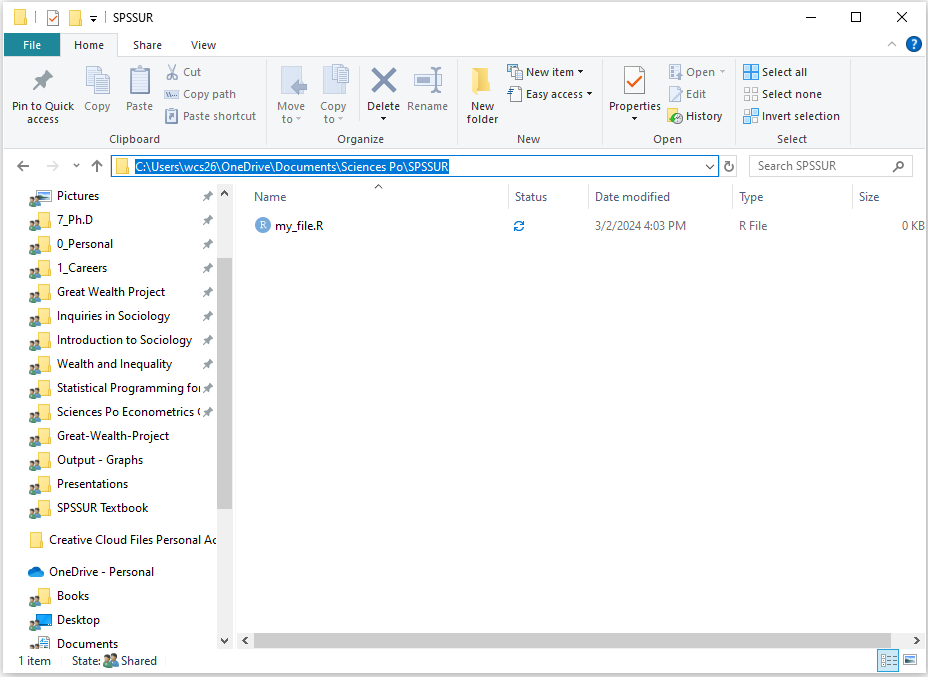 SPSSUR
File Home Share View
Pin to Quick access
Copy
Paste
Cut
Copy path
Paste shortcut
Clipboard
Move to
Copy to
Delete
Rename
Organize
New folder
New item
Easy access
New
Properties
Open
Edit
History
Open
Select all
Select none
Invert selection
Select
C:\Users\wcs26\OneDrive\Documents\Sciences Po\SPSSUR
Search SPSSUR
Name Status Date modified Type Size
R my_file.R 3/2/2024 4:03 PM R File 0 KB
Pictures
7_Ph.D
0_Personal
1_Careers
Great Wealth Project
Inquiries in Sociology
Introduction to Sociology
Wealth and Inequality
Statistical Programming for
Sciences Po Econometrics
Great-Wealth-Project
Output - Graphs
Presentations
SPSSUR Textbook
Creative Cloud Files Personal Ac
OneDrive - Personal
Books
Desktop
Documents
1 item State: Shared